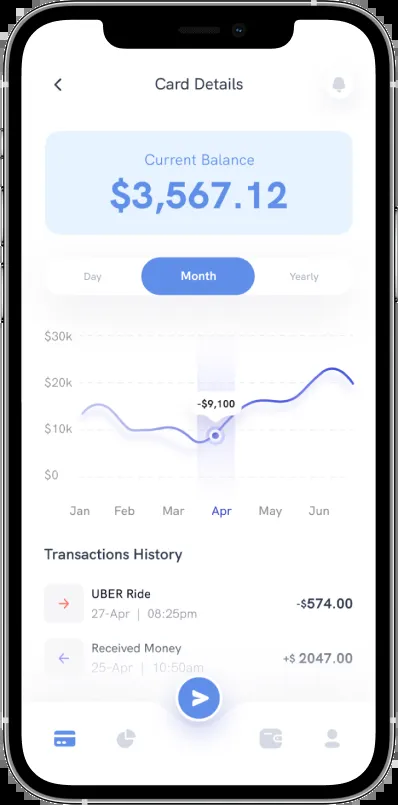 Card Details
Current Balance
$3,567.12
Day Month Yearly
$30k
$20k
-$9,100
$10k
$0
Jan Feb Mar Apr May Jun
Transactions History
UBER Ride
27-Apr | 08:25pm
-$574.00
Received Money
25-Apr | 10:50am
+$ 2047.00